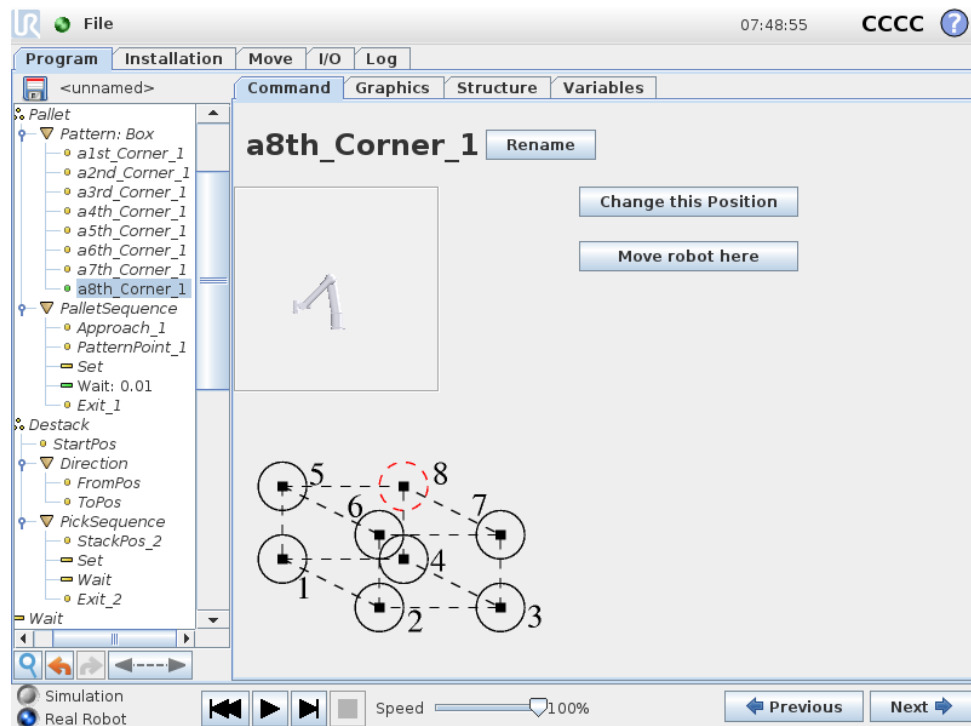 UR File 07:48:55 CCCC ?
Program Installation Move I/O Log
<unnamed> Command Graphics Structure Variables
Pallet
Pattern: Box
a1st_Corner_1
a2nd_Corner_1
a3rd_Corner_1
a4th_Corner_1
a5th_Corner_1
a6th_Corner_1
a7th_Corner_1
a8th_Corner_1
PalletSequence
Approach_1
PatternPoint_1
Set
Wait: 0.01
Exit_1
Destack
StartPos
Direction
FromPos
ToPos
PickSequence
StackPos_2
Set
Wait
Exit_2
Wait
a8th_Corner_1 Rename
Change this Position
Move robot here
5 8
6 7
4
1
2 3
Simulation
Real Robot
Speed 100%
Previous Next